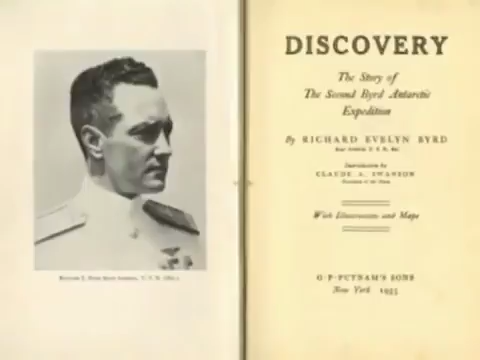 DISCOVERY
The Story of
The Second Byrd Antarctic
Expedition
By RICHARD EVELYN BYRD
Introduction by
CLAUDE A. SWANSON
With Illustrations and Maps
G·P·PUTNAM'S SONS
New York 1935